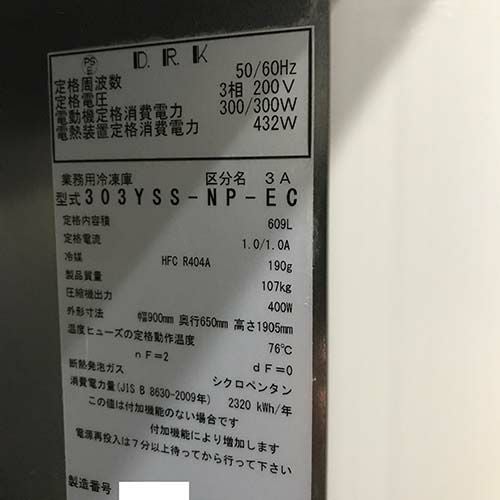 PS E D.R.K
定格周波数 50/60Hz
定格電圧 3相 200V
電動機定格消費電力 300/300W
電熱装置定格消費電力 432W
業務用冷凍庫 区分名 3A
型式 303YSS-NP-EC
定格内容積 609L
定格電流 1.0/1.0A
冷媒 HFC R404A 190g
製品質量 107kg
圧縮機出力 400W
外形寸法 幅900mm 奥行650mm 高さ1905mm
温度ヒューズの定格動作温度 76℃
nF=2 dF=0
断熱発泡ガス シクロペンタン
消費電力量(JIS B 8630-2009年) 2320 kWh/年
この値は付加機能のない場合です
付加機能により増加します
電源再投入は7分以上待ってから行って下さい
製造番号